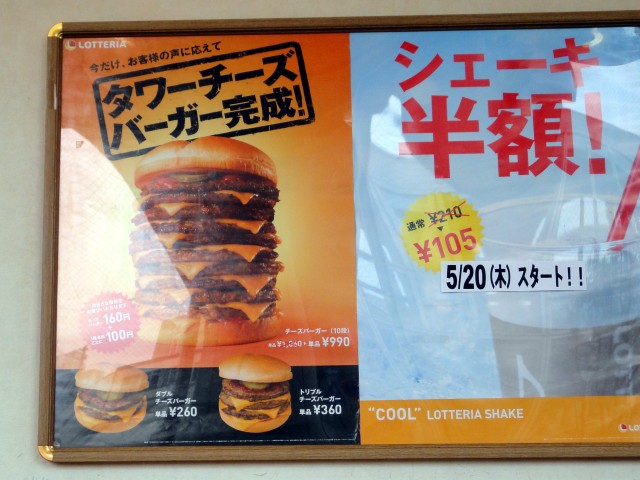 LOTTERIA
今だけ、お客様の声に応えて
タワーチーズ
バーガー完成!
160円
100円
チーズバーガー(10段)
単品 ¥990
ダブル
チーズバーガー
単品 ¥260
トリプル
チーズバーガー
単品 ¥360
シェーキ
半額!
通常 ¥210
¥105
5/20(木) スタート!!
"COOL" LOTTERIA SHAKE